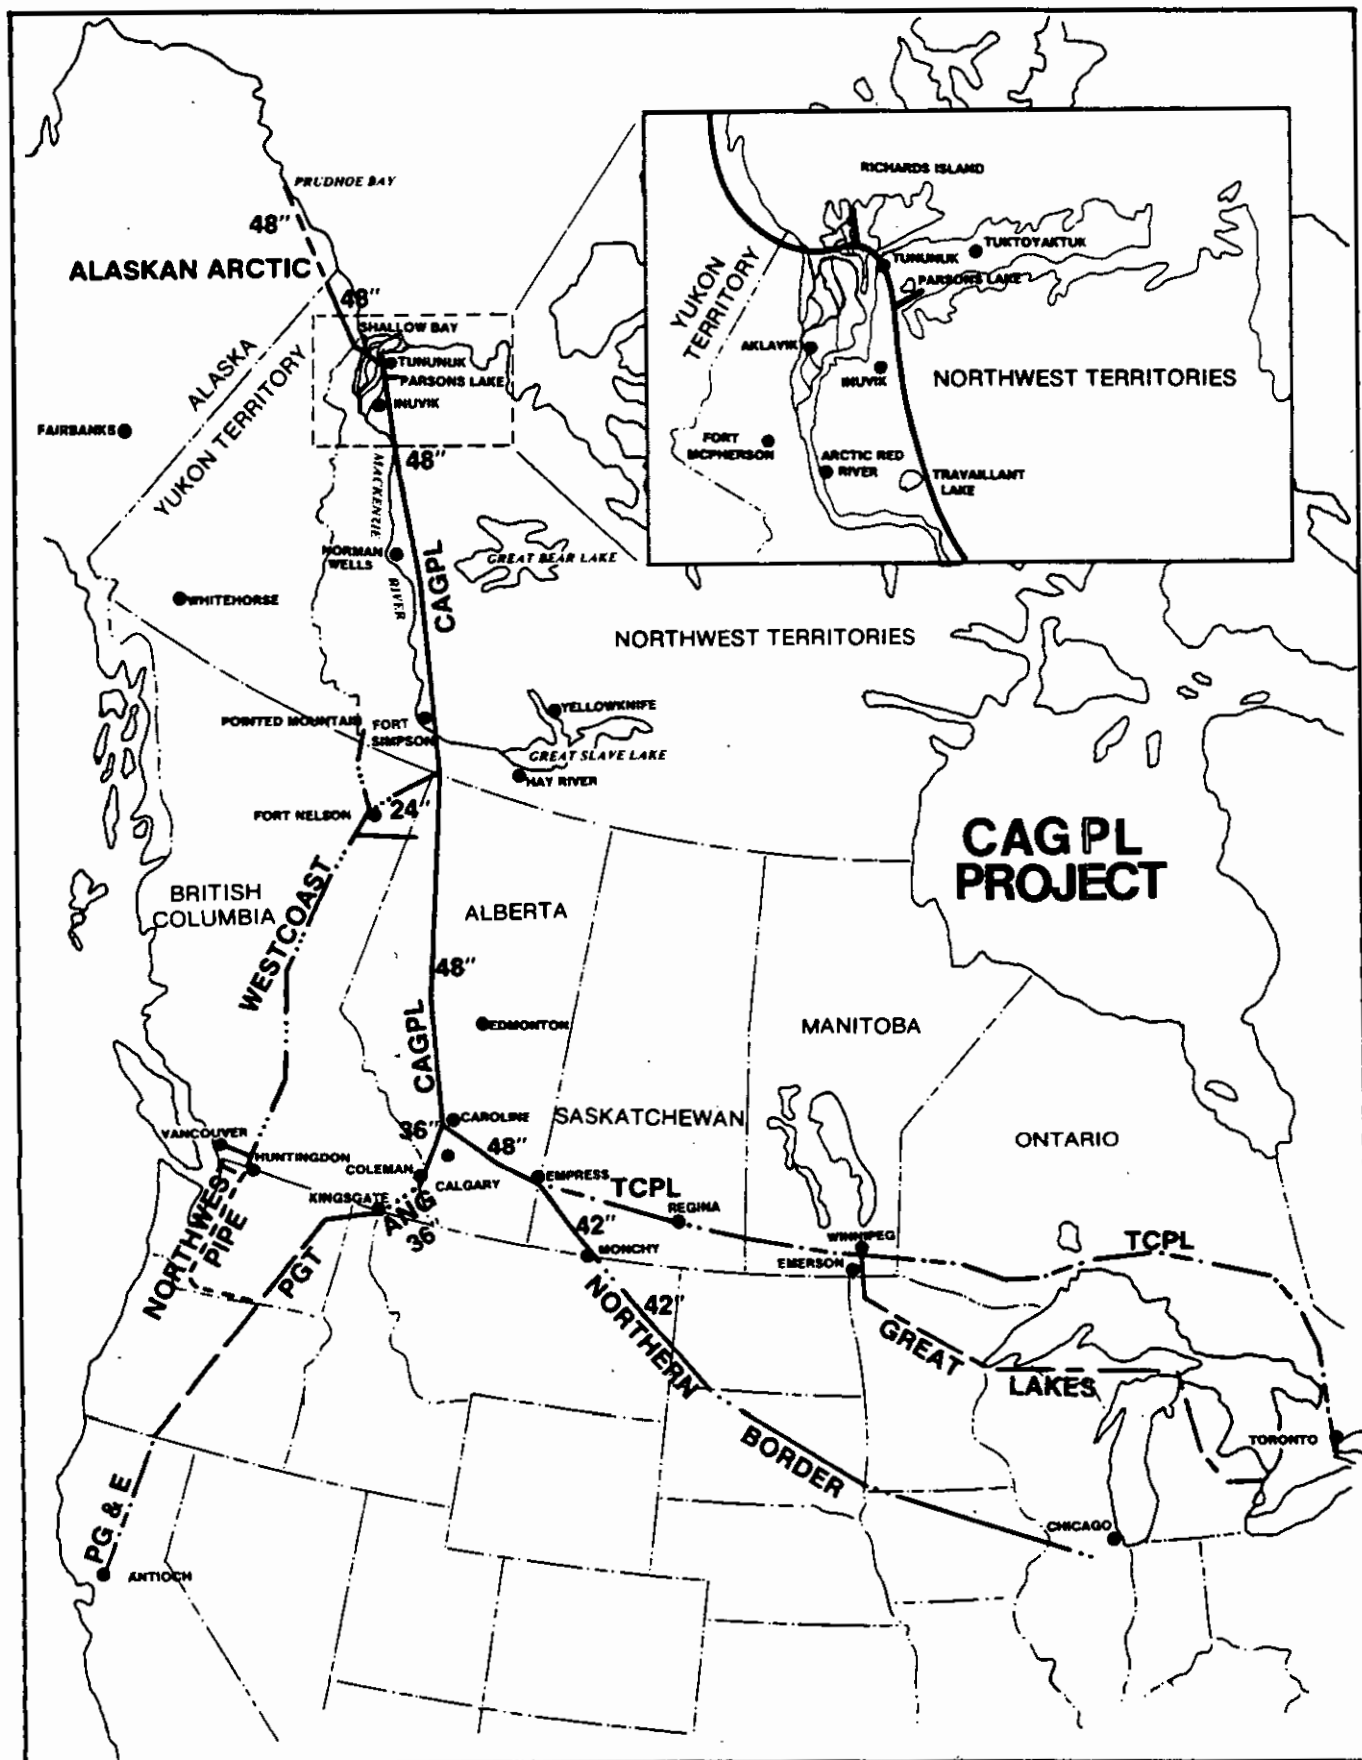 PRUDHOE BAY
48"
ALASKAN ARCTIC
48"
SHALLOW BAY
TUNUNUK
PARSONS LAKE
INUVIK
ALASKA
YUKON TERRITORY
FAIRBANKS
48"
MACKENZIE
RIVER
NORMAN
WELLS
GREAT BEAR LAKE
CAGPL
WHITEHORSE
NORTHWEST TERRITORIES
RICHARDS ISLAND
TUKTOYAKTUK
TUNUNUK
PARSONS LAKE
YUKON
TERRITORY
AKLAVIK
INUVIK
NORTHWEST TERRITORIES
FORT
MCPHERSON
ARCTIC RED
RIVER
TRAVAILLANT
LAKE
POINTED MOUNTAIN
FORT
SIMPSON
YELLOWKNIFE
GREAT SLAVE LAKE
HAY RIVER
FORT NELSON
24"
CAGPL
PROJECT
BRITISH
COLUMBIA
WESTCOAST
ALBERTA
48"
EDMONTON
CAGPL
MANITOBA
SASKATCHEWAN
ONTARIO
CAROLINE
36"
48"
VANCOUVER
HUNTINGDON
COLEMAN
CALGARY
EMPRESS
TCPL
REGINA
KINGSGATE
ANG
36"
42"
MONCHY
WINNIPEG
EMERSON
TCPL
NORTHWEST
PIPE
PGT
NORTHERN
42"
GREAT
LAKES
BORDER
TORONTO
PG & E
ANTIOCH
CHICAGO